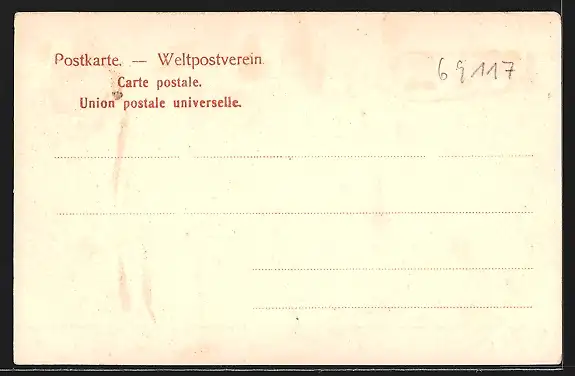 Postkarte. — Weltpostverein.
69117
Carte postale.
Union postale universelle.